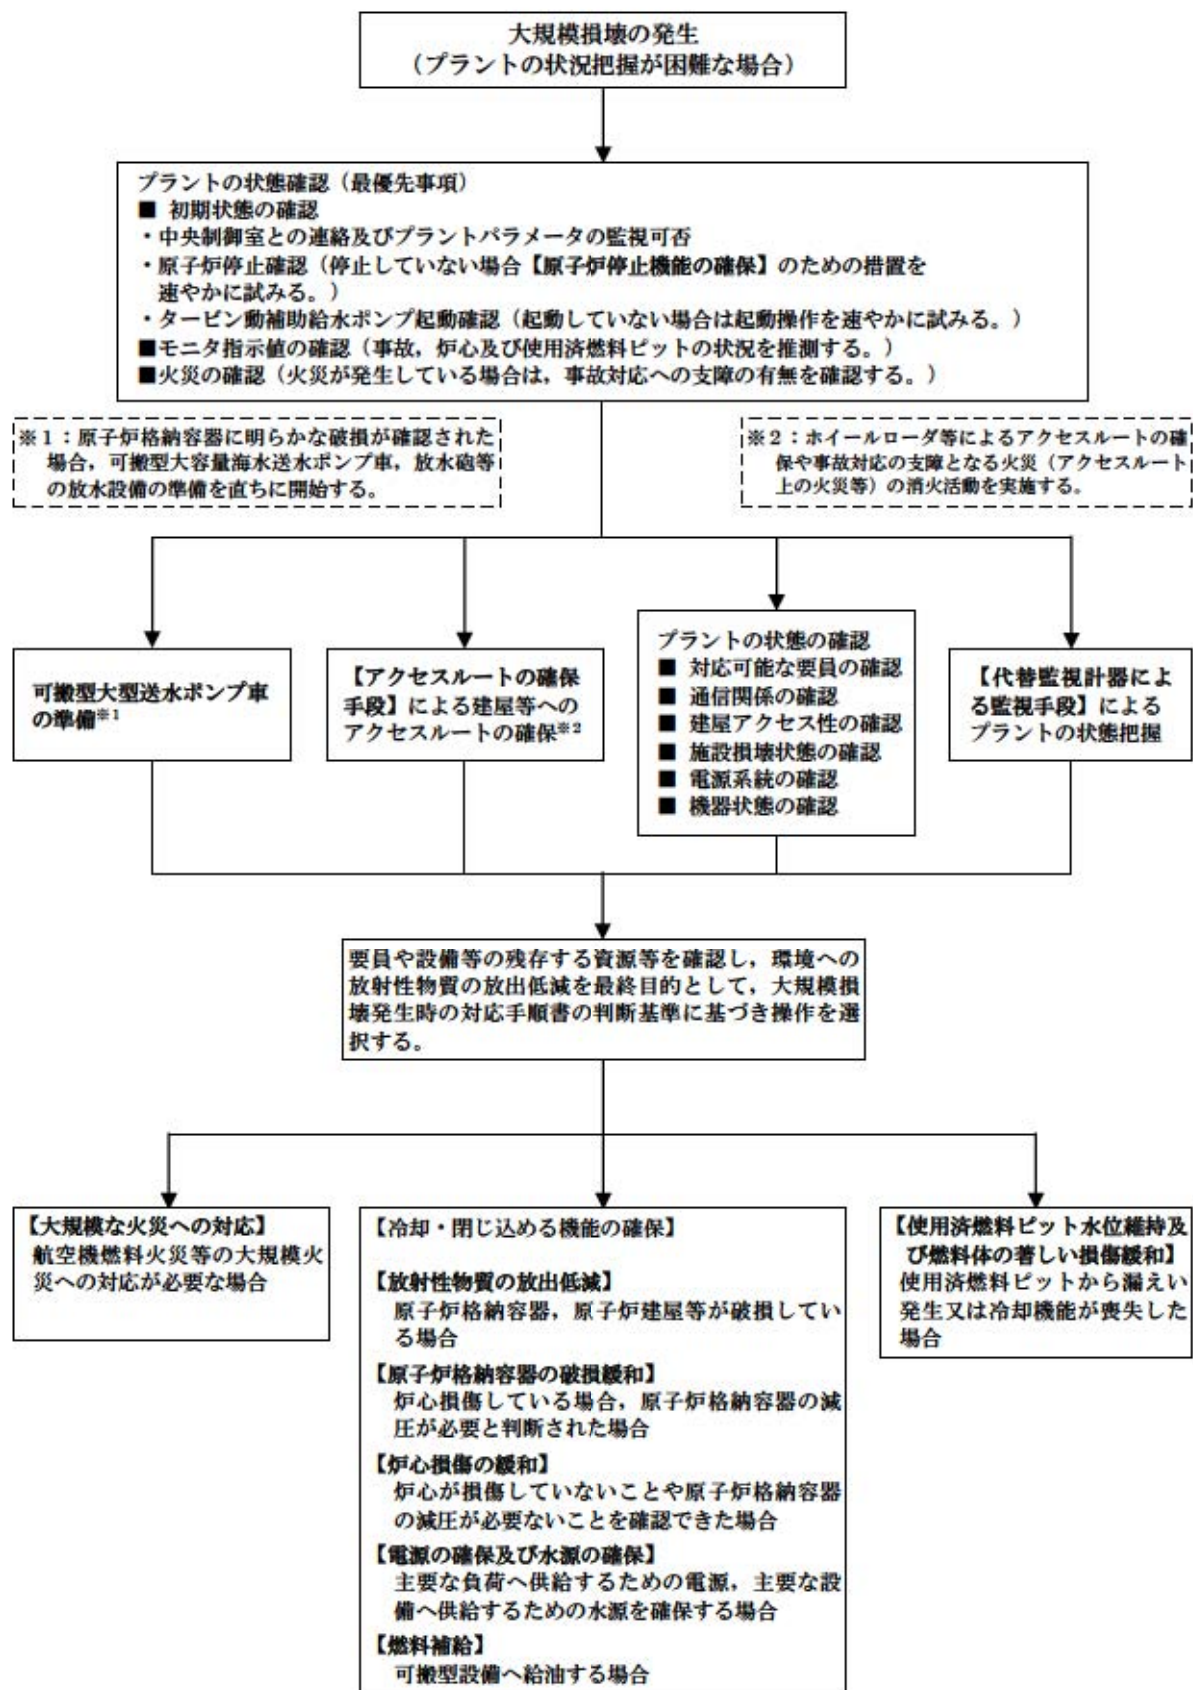 大規模損壊の発生
（プラントの状況把握が困難な場合）
プラントの状態確認（最優先事項）
■ 初期状態の確認
・中央制御室との連絡及びプラントパラメータの監視可否
・原子炉停止確認（停止していない場合【原子炉停止機能の確保】のための措置を
速やかに試みる。）
・タービン動補助給水ポンプ起動確認（起動していない場合は起動操作を速やかに試みる。）
■モニタ指示値の確認（事故，炉心及び使用済燃料ピットの状況を推測する。）
■火災の確認（火災が発生している場合は，事故対応への支障の有無を確認する。）
※1：原子炉格納容器に明らかな破損が確認された
場合，可搬型大容量海水送水ポンプ車，放水砲等
の放水設備の準備を直ちに開始する。
※2：ホイールローダ等によるアクセスルートの確
保や事故対応の支障となる火災（アクセスルート
上の火災等）の消火活動を実施する。
可搬型大型送水ポンプ車
の準備※1
【アクセスルートの確保
手段】による建屋等への
アクセスルートの確保※2
プラントの状態の確認
■ 対応可能な要員の確認
■ 通信関係の確認
■ 建屋アクセス性の確認
■ 施設損壊状態の確認
■ 電源系統の確認
■ 機器状態の確認
【代替監視計器によ
る監視手段】による
プラントの状態把握
要員や設備等の残存する資源等を確認し，環境への
放射性物質の放出低減を最終目的として，大規模損
壊発生時の対応手順書の判断基準に基づき操作を選
択する。
【大規模な火災への対応】
航空機燃料火災等の大規模火
災への対応が必要な場合
【冷却・閉じ込める機能の確保】
【放射性物質の放出低減】
原子炉格納容器，原子炉建屋等が破損してい
る場合
【原子炉格納容器の破損緩和】
炉心損傷している場合，原子炉格納容器の減
圧が必要と判断された場合
【炉心損傷の緩和】
炉心が損傷していないことや原子炉格納容器
の減圧が必要ないことを確認できた場合
【電源の確保及び水源の確保】
主要な負荷へ供給するための電源，主要な設
備へ供給するための水源を確保する場合
【燃料補給】
可搬型設備へ給油する場合
【使用済燃料ピット水位維持及
び燃料体の著しい損傷緩和】
使用済燃料ピットから漏えい
発生又は冷却機能が喪失した
場合